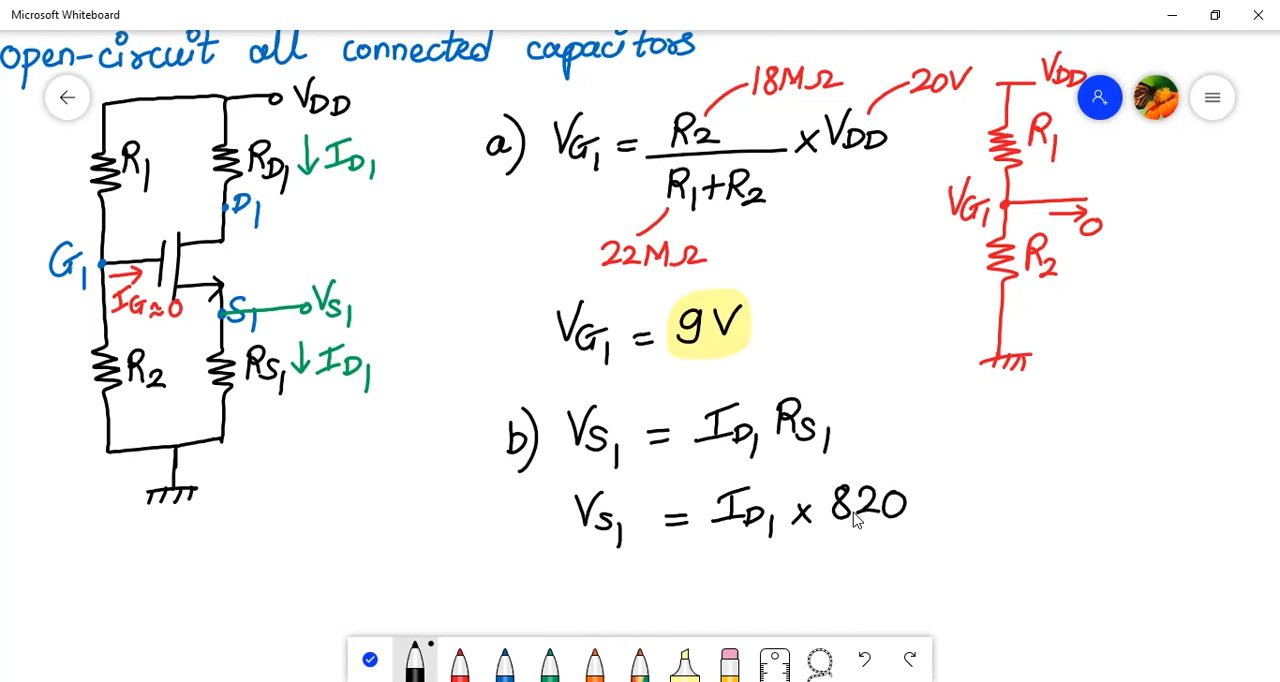 Microsoft Whiteboard
open-circuit all connected capacitors
VDD
R1
RD1 ↓ ID1
D1
G1
IG≈0
S1
VS1
R2
RS1 ↓ ID1
18MΩ
20V
a) VG1 = R2 / (R1+R2) × VDD
22MΩ
VG1 = 9V
b) VS1 = ID1 RS1
VS1 = ID1 × 820
VDD
R1
VG1
0
R2